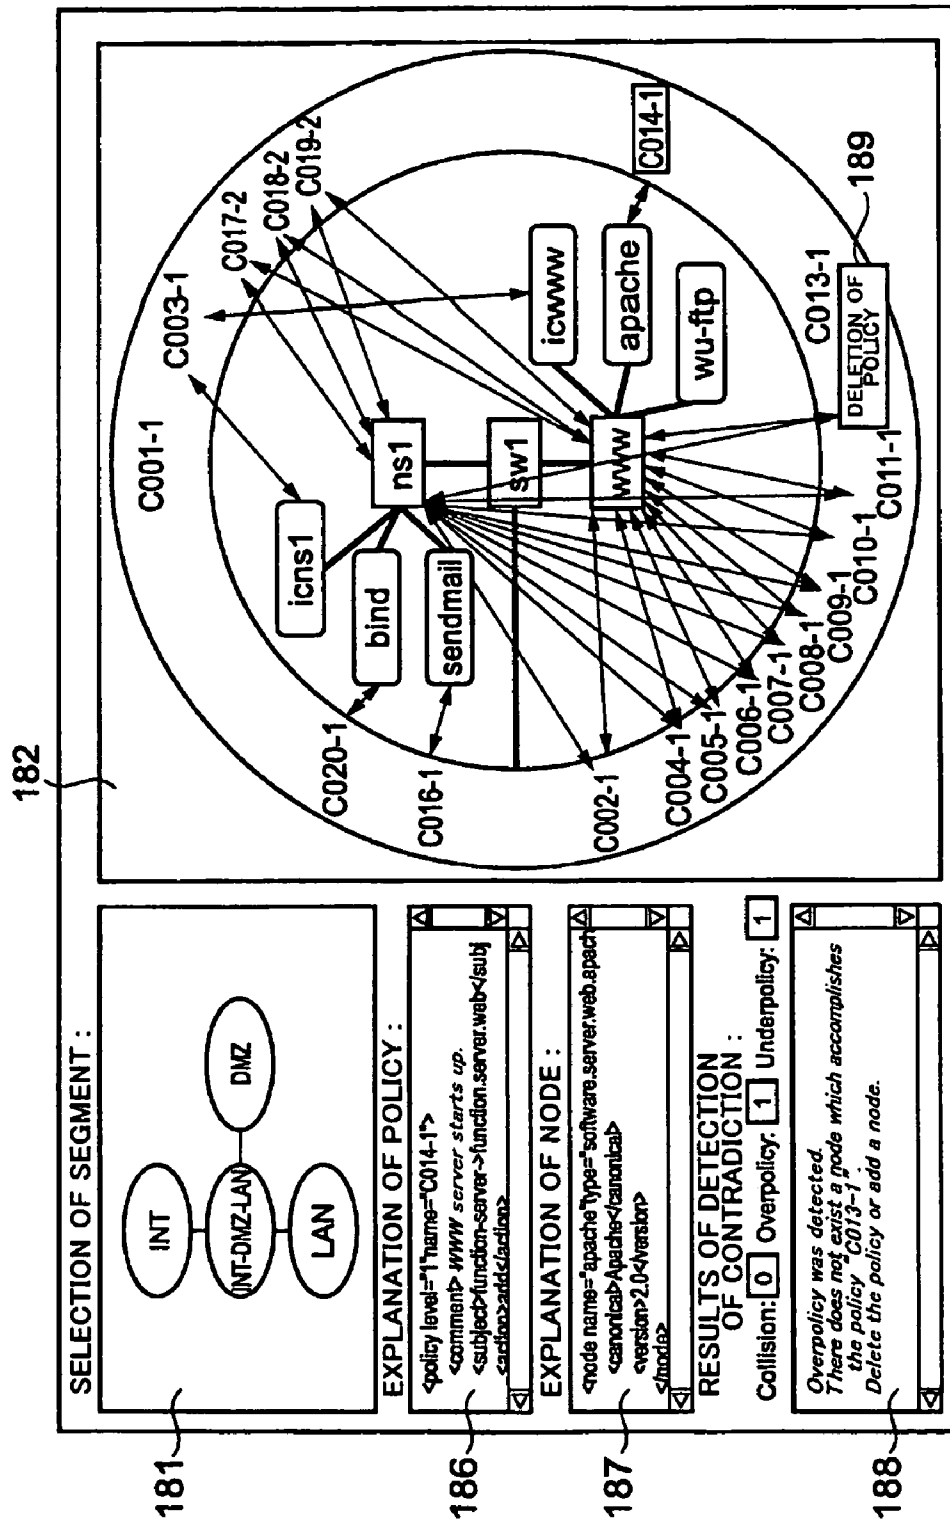 182
181
186
187
188
SELECTION OF SEGMENT :
INT
INT-DMZ-LAN
DMZ
LAN
EXPLANATION OF POLICY :
<policy level="1"name="C014-1">
<comment> WWW server starts up.
<subject>function-server->function.server.web</subj
<action>add</action>
EXPLANATION OF NODE :
<node name="apache"type="software.server.web.apach
<canonical>Apache</canonical>
<version>2.0</version>
</node>
RESULTS OF DETECTION
OF CONTRADICTION :
Collision: 0 Overpolicy: 1 Underpolicy: 1
Overpolicy was detected.
There does not exist a node which accomplishes
the policy "C013-1".
Delete the policy or add a node.
C001-1
C003-1
C017-2
C018-2
C019-2
C020-1
C016-1
C002-1
C004-1
C005-1
C006-1
C007-1
C008-1
C009-1
C010-1
C011-1
C013-1
C014-1
icns1
bind
sendmail
ns1
sw1
www
icwww
apache
wu-ftp
DELETION OF
POLICY
189